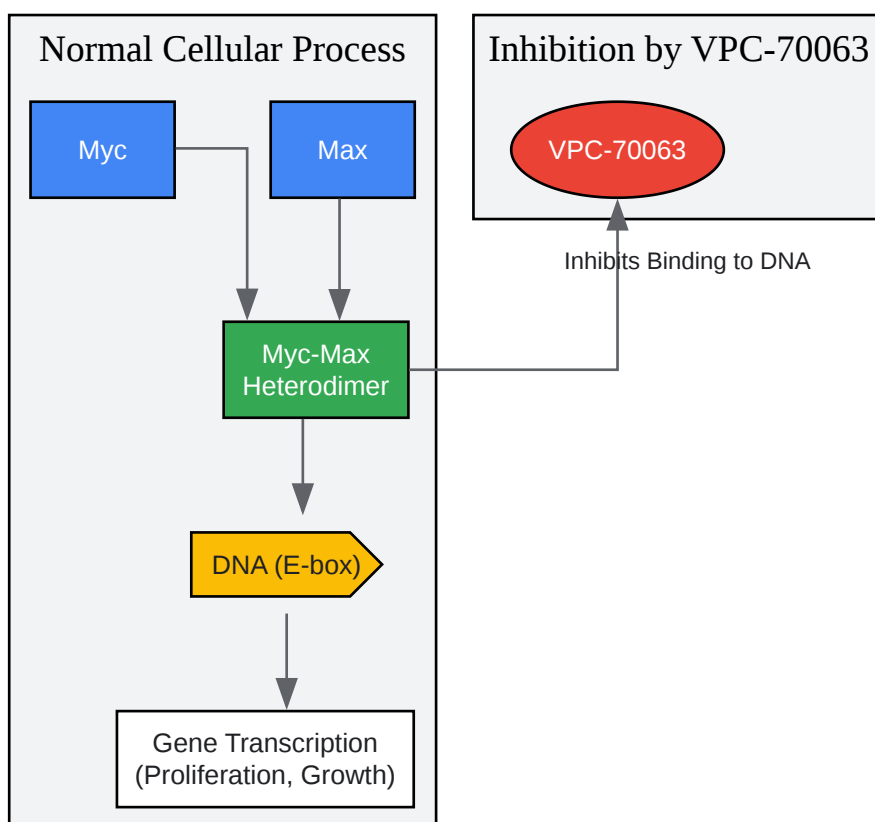 Normal Cellular Process
Myc
Max
Myc-Max
Heterodimer
DNA (E-box)
Gene Transcription
(Proliferation, Growth)
Inhibition by VPC-70063
VPC-70063
Inhibits Binding to DNA